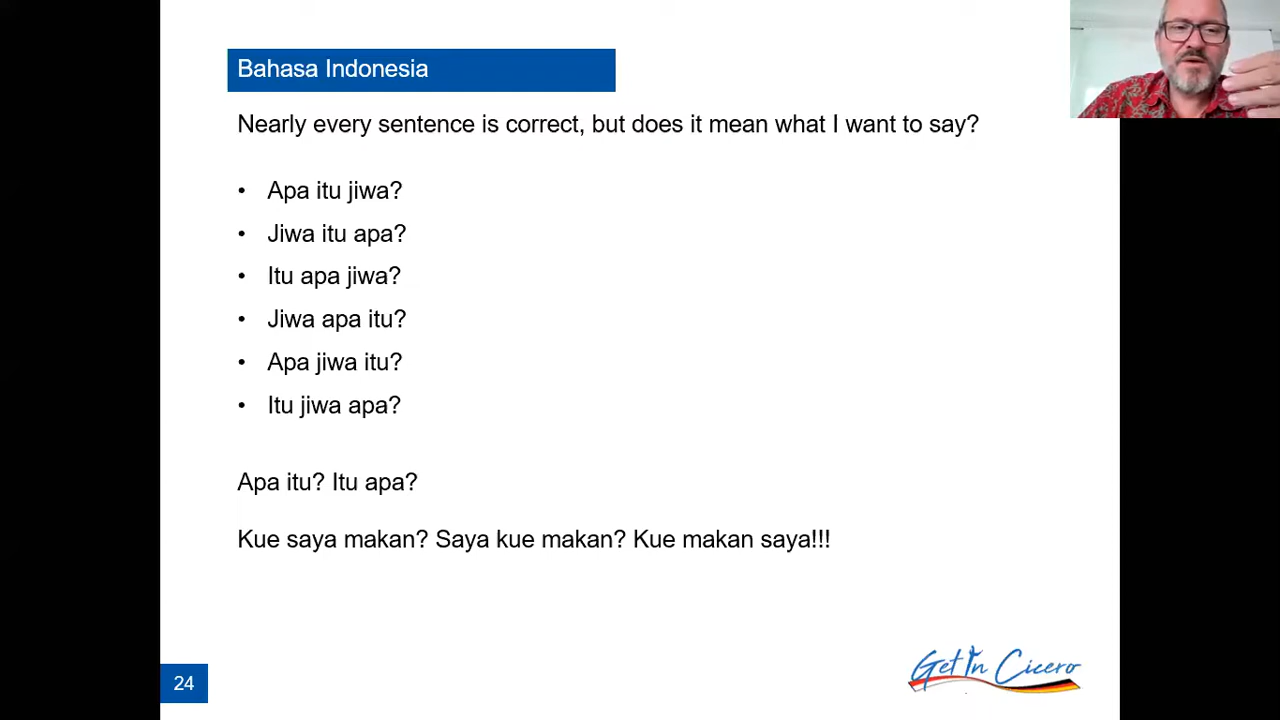 Bahasa Indonesia
Nearly every sentence is correct, but does it mean what I want to say?
• Apa itu jiwa?
• Jiwa itu apa?
• Itu apa jiwa?
• Jiwa apa itu?
• Apa jiwa itu?
• Itu jiwa apa?
Apa itu? Itu apa?
Kue saya makan? Saya kue makan? Kue makan saya!!!
Get in Cicero
24